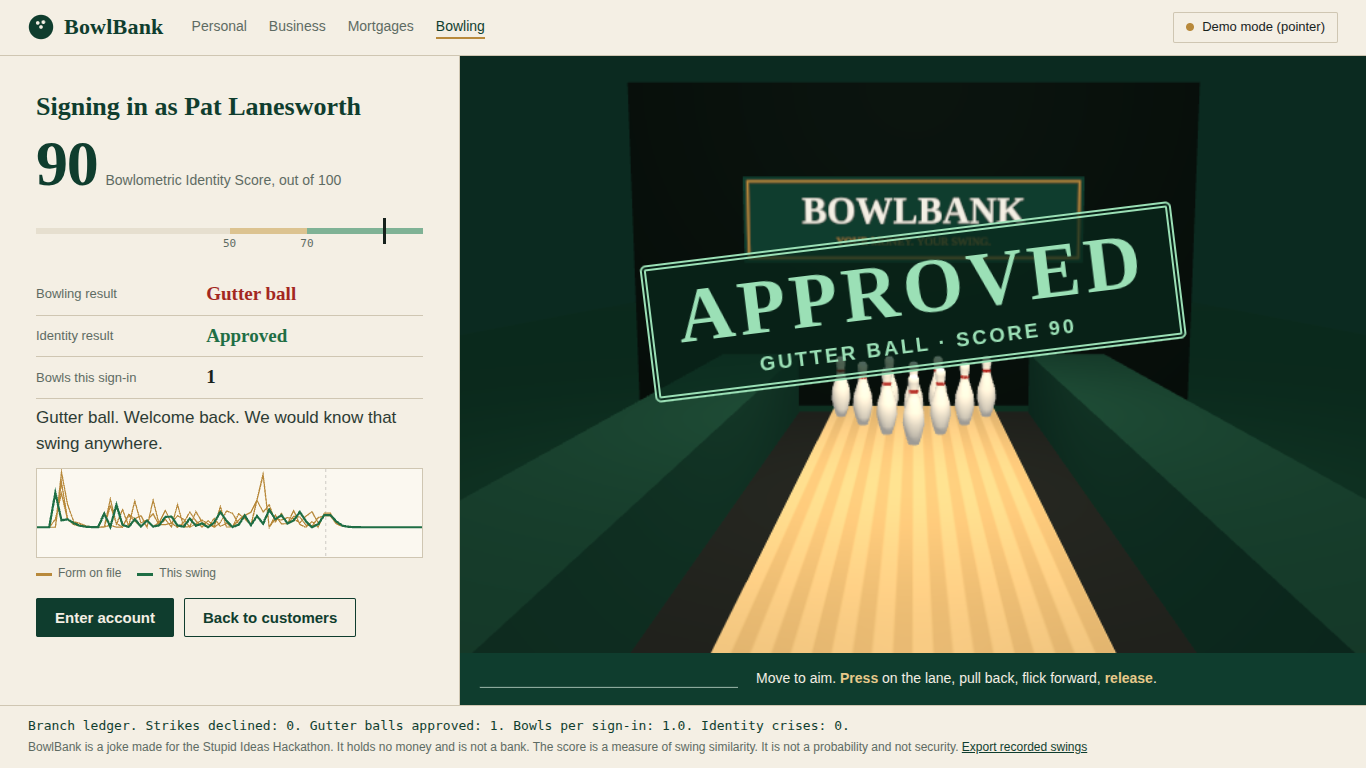 BowlBank
Personal
Business
Mortgages
Bowling
Demo mode (pointer)
Signing in as Pat Lanesworth
90 Bowlometric Identity Score, out of 100
50 70
Bowling result Gutter ball
Identity result Approved
Bowls this sign-in 1
Gutter ball. Welcome back. We would know that
swing anywhere.
Form on file This swing
Enter account
Back to customers
BOWLBANK
YOUR SWING.
APPROVED
GUTTER BALL · SCORE 90
Move to aim. Press on the lane, pull back, flick forward, release.
Branch ledger. Strikes declined: 0. Gutter balls approved: 1. Bowls per sign-in: 1.0. Identity crises: 0.
BowlBank is a joke made for the Stupid Ideas Hackathon. It holds no money and is not a bank. The score is a measure of swing similarity. It is not a probability and not security. Export recorded swings